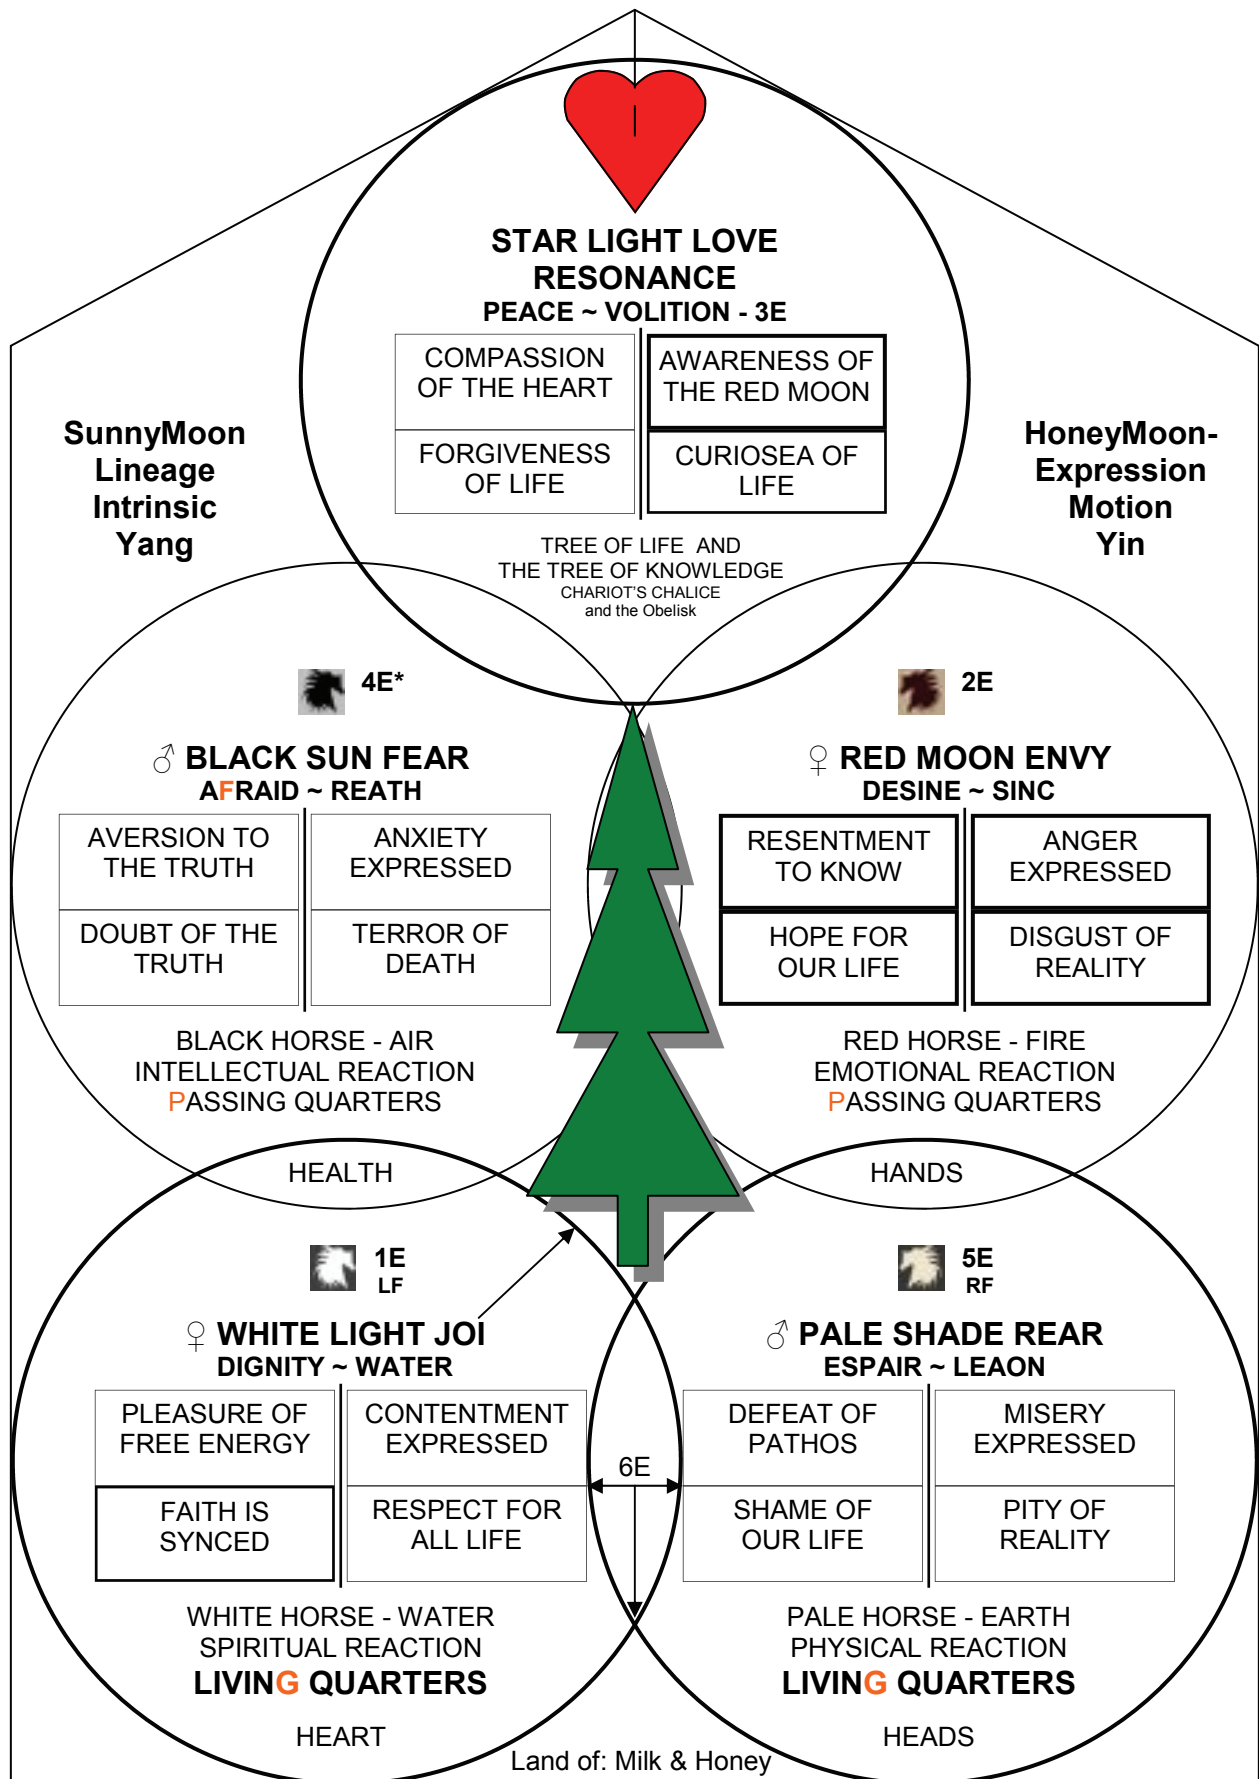 STAR LIGHT LOVE
RESONANCE
PEACE ~ VOLITION - 3E
COMPASSION
OF THE HEART
AWARENESS OF
THE RED MOON
FORGIVENESS
OF LIFE
CURIOSEA OF
LIFE
SunnyMoon
Lineage
Intrinsic
Yang
HoneyMoon-
Expression
Motion
Yin
TREE OF LIFE AND
THE TREE OF KNOWLEDGE
CHARIOT'S CHALICE
and the Obelisk
4E*
♂ BLACK SUN FEAR
AFRAID ~ REATH
AVERSION TO
THE TRUTH
ANXIETY
EXPRESSED
DOUBT OF THE
TRUTH
TERROR OF
DEATH
BLACK HORSE - AIR
INTELLECTUAL REACTION
PASSING QUARTERS
2E
♀ RED MOON ENVY
DESINE ~ SINC
RESENTMENT
TO KNOW
ANGER
EXPRESSED
HOPE FOR
OUR LIFE
DISGUST OF
REALITY
RED HORSE - FIRE
EMOTIONAL REACTION
PASSING QUARTERS
HEALTH
HANDS
1E
LF
♀ WHITE LIGHT JOI
DIGNITY ~ WATER
PLEASURE OF
FREE ENERGY
CONTENTMENT
EXPRESSED
FAITH IS
SYNCED
RESPECT FOR
ALL LIFE
WHITE HORSE - WATER
SPIRITUAL REACTION
LIVING QUARTERS
HEART
6E
5E
RF
♂ PALE SHADE REAR
ESPAIR ~ LEAON
DEFEAT OF
PATHOS
MISERY
EXPRESSED
SHAME OF
OUR LIFE
PITY OF
REALITY
PALE HORSE - EARTH
PHYSICAL REACTION
LIVING QUARTERS
HEADS
Land of: Milk & Honey